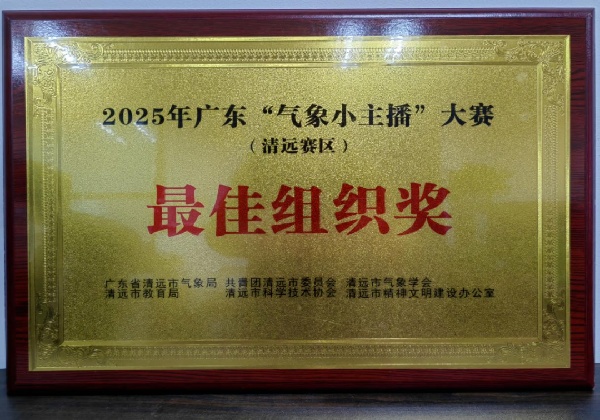 2025年广东“气象小主播”大赛
（清远赛区）
最佳组织奖
广东省清远市气象局 共青团清远市委员会 清远市气象学会
清远市教育局 清远市科学技术协会 清远市精神文明建设办公室